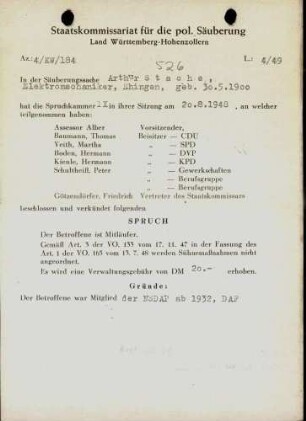 Staatskommissariat für die pol. Säuberung
Land Württemberg-Hohenzollern
Az.: 4/KW/184
526
L: 4/49
In der Säuberungssache Arthur Stache,
Elektromechaniker, Ehingen, geb. 30.5.1900
hat die Spruchkammer IX in ihrer Sitzung am 20.8.1948, an welcher
teilgenommen haben:
Assessor Alber Vorsitzender,
Baumann, Thomas Beisitzer — CDU
Veith, Martha „ — SPD
Boden, Hermann „ — DVP
Kienle, Hermann „ — KPD
Schultheiß, Peter „ — Gewerkschaften
„ — Berufsgruppe
„ — Berufsgruppe
Götzendörfer, Friedrich Vertreter des Staatskommissars
beschlossen und verkündet folgenden
SPRUCH
Der Betroffene ist Mitläufer.
Gemäß Art. 3 der VO. 133 vom 17. 11. 47 in der Fassung des
Art. 1 der VO. 165 vom 13. 7. 48 werden Sühnemaßnahmen nicht
angeordnet.
Es wird eine Verwaltungsgebühr von DM 20.- erhoben.
Gründe:
Der Betroffene war Mitglied der NSDAP ab 1932, DAF